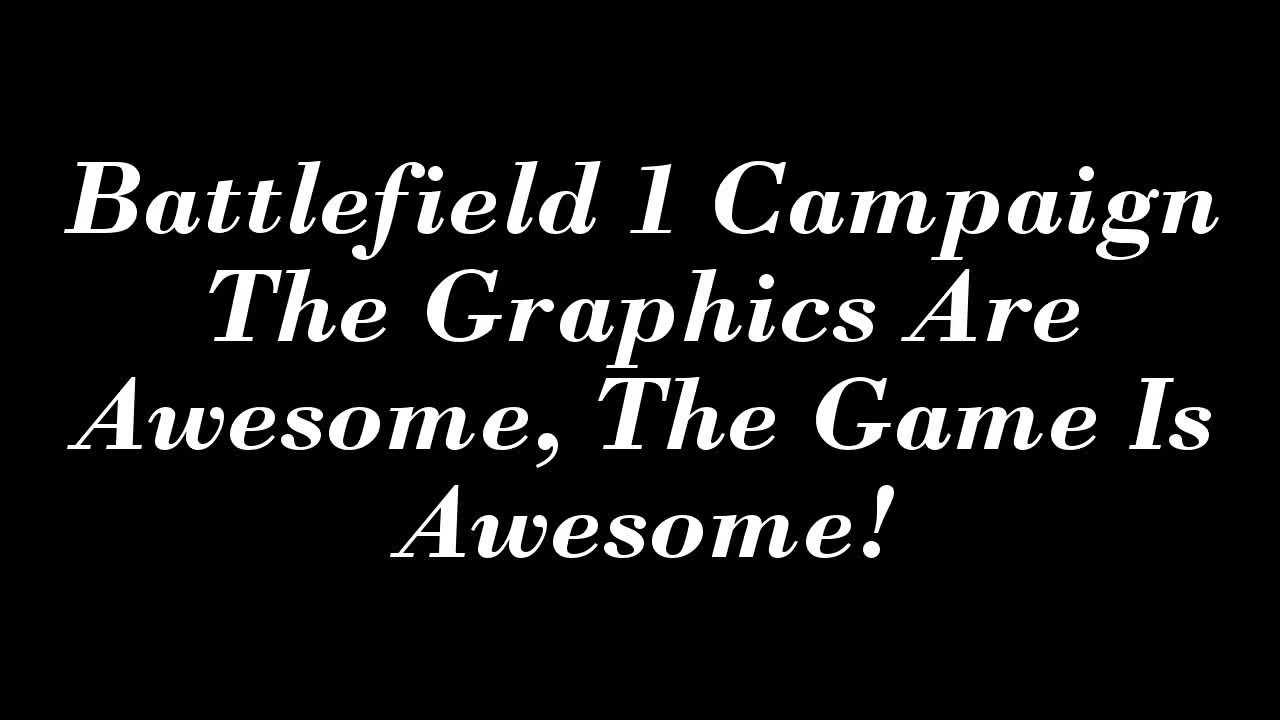 Battlefield 1 Campaign
The Graphics Are
Awesome, The Game Is
Awesome!